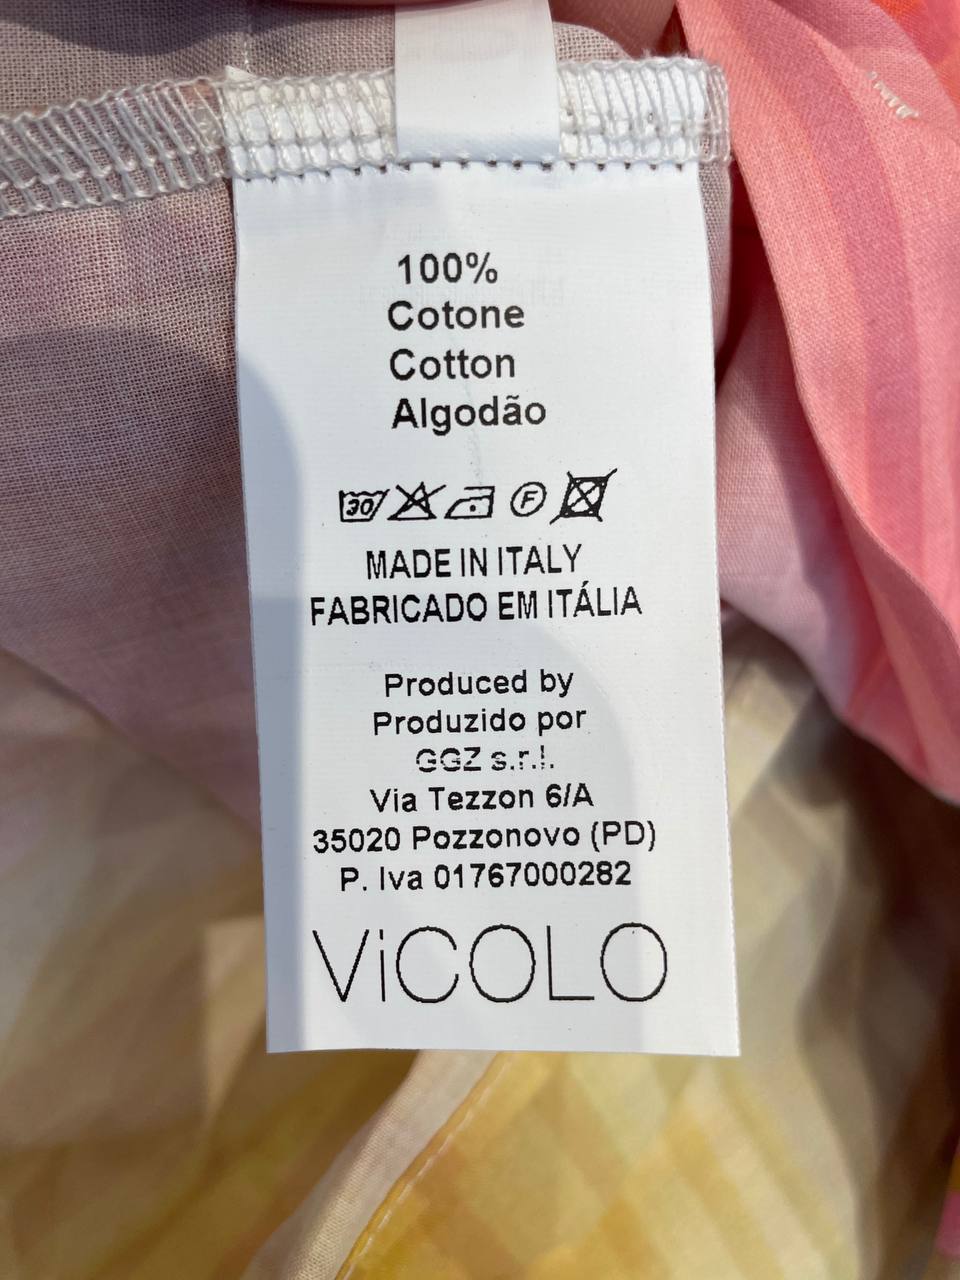 100%
Cotone
Cotton
Algodão
30 F
MADE IN ITALY
FABRICADO EM ITÁLIA
Produced by
Produzido por
GGZ s.r.l.
Via Tezzon 6/A
35020 Pozzonovo (PD)
P. Iva 01767000282
ViCOLO